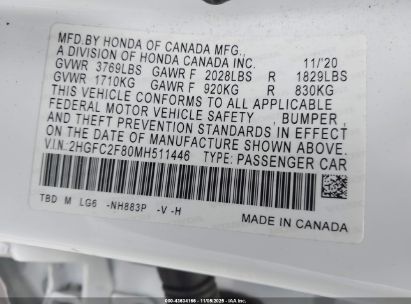 MFD.BY HONDA OF CANADA MFG.,
A DIVISION OF HONDA CANADA INC. 11/'20
GVWR 3769LBS GAWR F 2028LBS R 1829LBS
GVWR 1710KG GAWR F 920KG R 830KG
THIS VEHICLE CONFORMS TO ALL APPLICABLE
FEDERAL MOTOR VEHICLE SAFETY, BUMPER,
AND THEFT PREVENTION STANDARDS IN EFFECT
ON THE DATE OF MANUFACTURE SHOWN ABOVE.
V.I.N:2HGFC2F80MH511446 TYPE: PASSENGER CAR
TBD M LG6 -NH883P -V -H
MADE IN CANADA